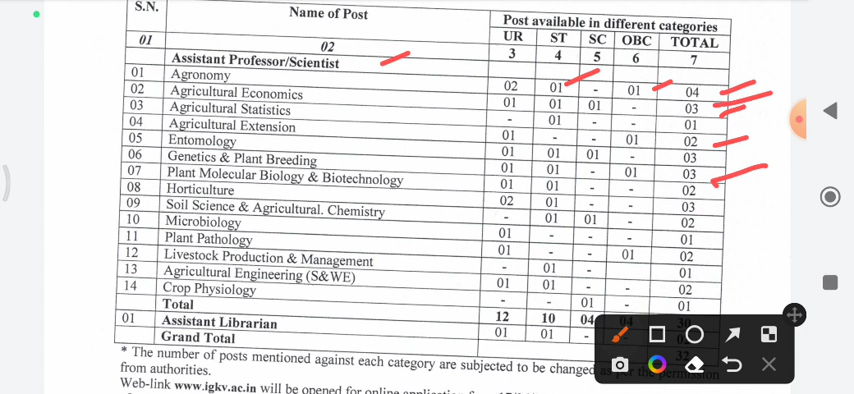 S.N. Name of Post Post available in different categories
UR ST SC OBC TOTAL
01 02 3 4 5 6 7
Assistant Professor/Scientist
01 Agronomy 02 01 - 01 04
02 Agricultural Economics 01 01 01 - 03
03 Agricultural Statistics - 01 - - 01
04 Agricultural Extension 01 - - 01 02
05 Entomology 01 01 01 - 03
06 Genetics & Plant Breeding 01 01 - 01 03
07 Plant Molecular Biology & Biotechnology 01 01 - - 02
08 Horticulture 02 01 - - 03
09 Soil Science & Agricultural. Chemistry - 01 01 - 02
10 Microbiology 01 - - - 01
11 Plant Pathology 01 - - 01 02
12 Livestock Production & Management - 01 - 01
13 Agricultural Engineering (S&WE) 01 01 - - 02
14 Crop Physiology - - 01 - 01
Total 12 10 04 04 30
01 Assistant Librarian 01 01 -
Grand Total 32
* The number of posts mentioned against each category are subjected to be changed as per the permission
from authorities.
Web-link www.igkv.ac.in will be opened for online